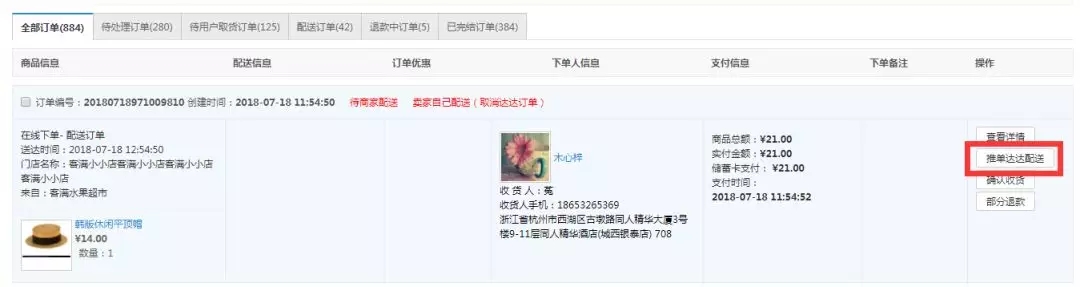 全部订单(884) 待处理订单(280) 待用户取货订单(125) 配送订单(42) 退款中订单(5) 已完结订单(384)
商品信息 配送信息 订单优惠 下单人信息 支付信息 下单备注 操作
订单编号：20180718971009810 创建时间：2018-07-18 11:54:50 待商家配送 卖家自己配送（取消达达订单）
在线下单- 配送订单
送达时间：2018-07-18 12:54:50
门店名称：客满小小店客满小小店客满小小店
客满小小店
来自：客满水果超市
韩版休闲平顶帽
¥14.00
数量：1
木心梓
收 货 人：菟
收货人手机：18653265369
浙江省杭州市西湖区古墩路同人精华大厦3号
楼9-11层同人精华酒店(城西银泰店) 708
商品总额：¥21.00
实付金额：¥21.00
储蓄卡支付： ¥21.00
支付时间：
2018-07-18 11:54:52
查看详情
推单达达配送
确认收货
部分退款